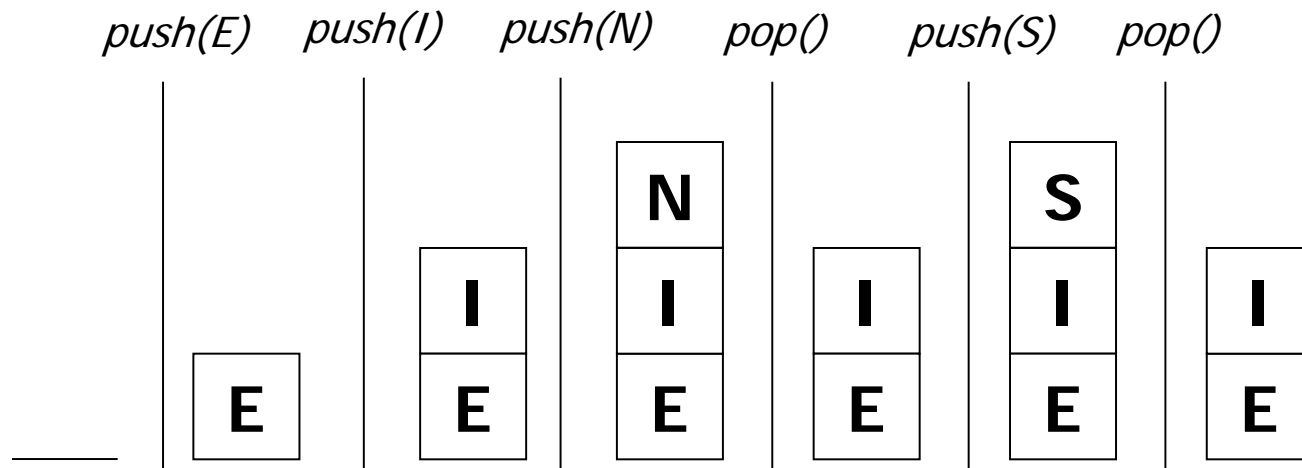 push(E) push(I) push(N) pop() push(S) pop()
N S
I I I I I
E E E E E E